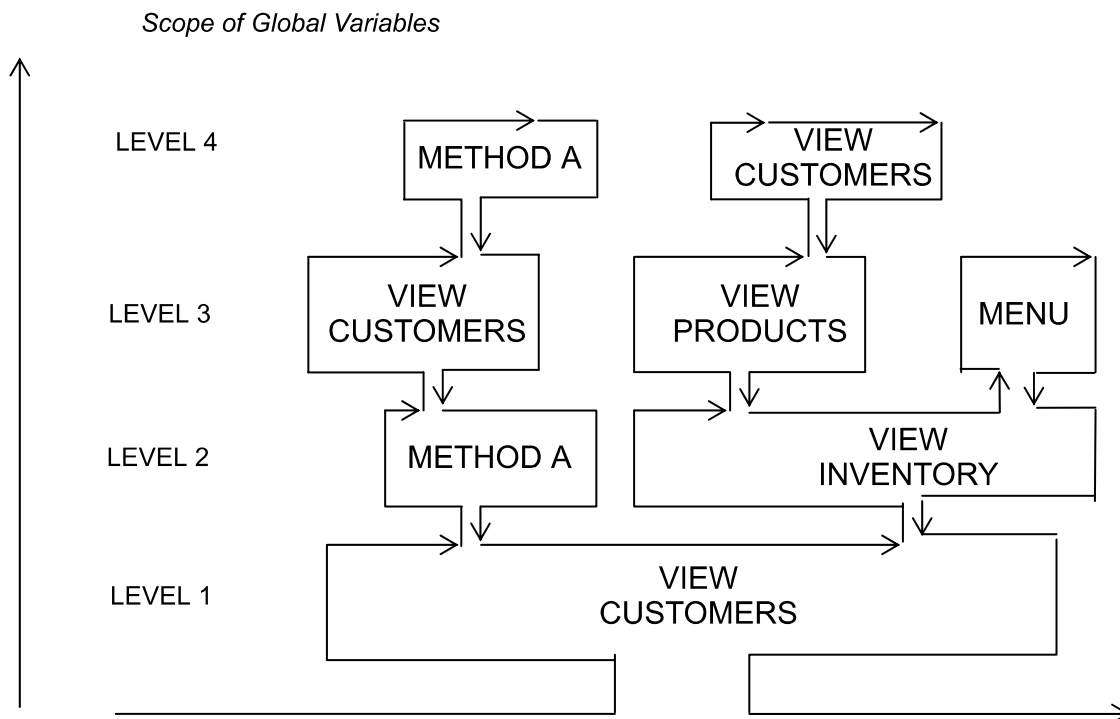 Scope of Global Variables
LEVEL 4
METHOD A
VIEW
CUSTOMERS
LEVEL 3
VIEW
CUSTOMERS
VIEW
PRODUCTS
MENU
LEVEL 2
METHOD A
VIEW
INVENTORY
LEVEL 1
VIEW
CUSTOMERS